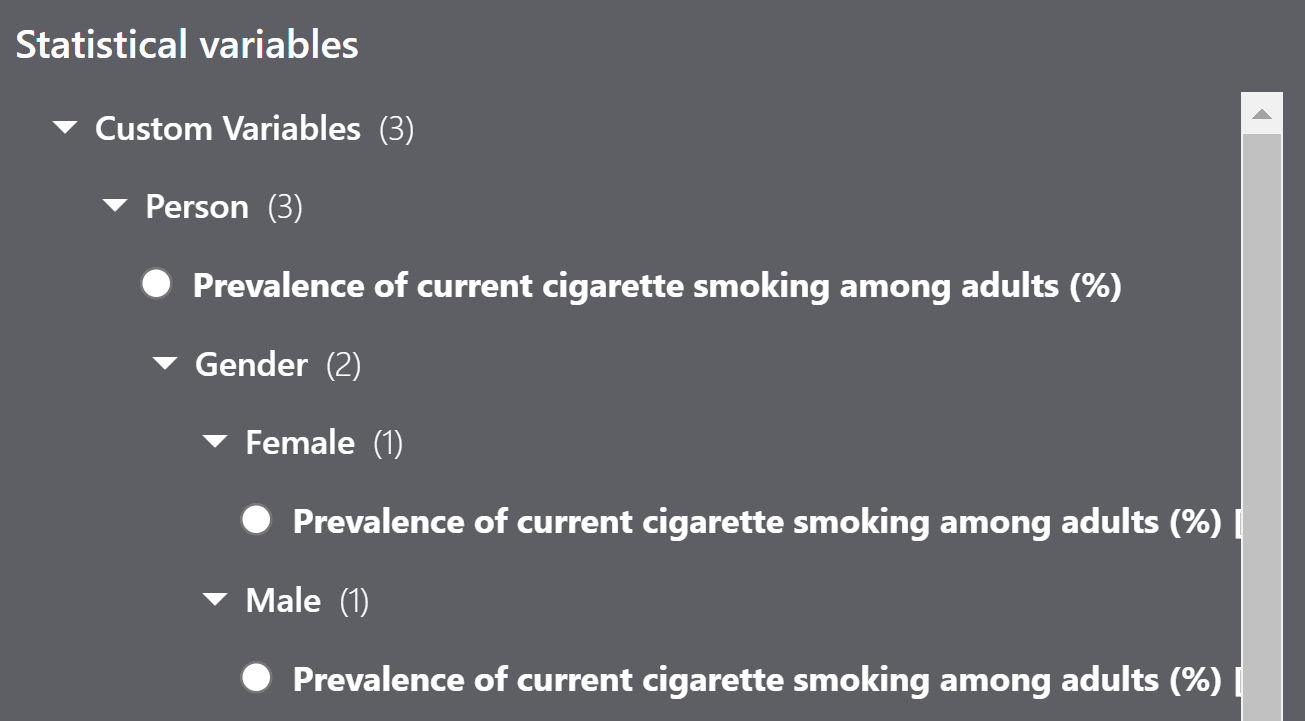 Statistical variables
Custom Variables (3)
Person (3)
Prevalence of current cigarette smoking among adults (%)
Gender (2)
Female (1)
Prevalence of current cigarette smoking among adults (%) [
Male (1)
Prevalence of current cigarette smoking among adults (%) [